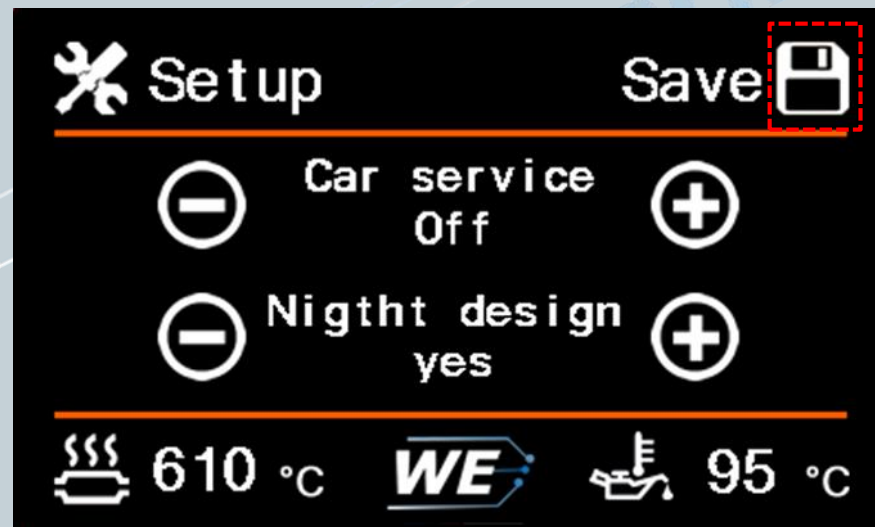 Setup Save
Car service
Off
Nigtht design
yes
610 °C WE 95 °C